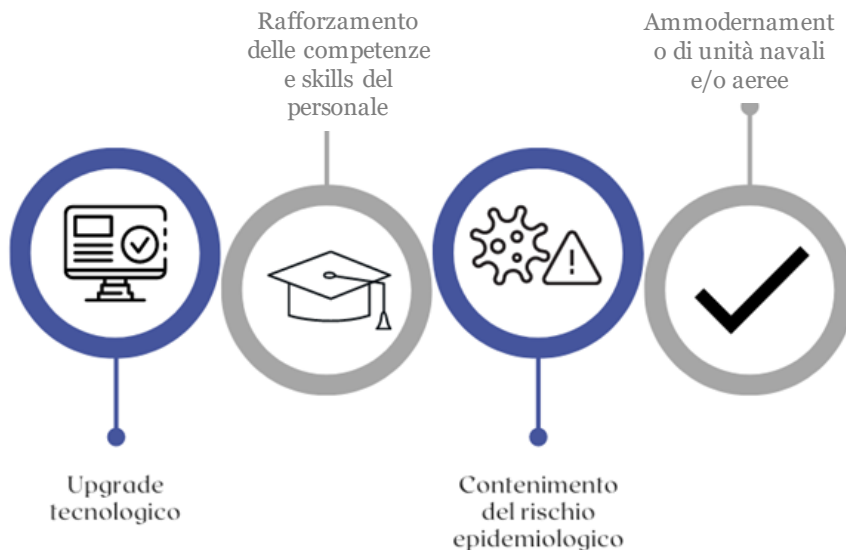 Rafforzamento
delle competenze
e skills del
personale
Ammodernament
o di unità navali
e/o aeree
Upgrade
tecnologico
Contenimento
del rischio
epidemiologico